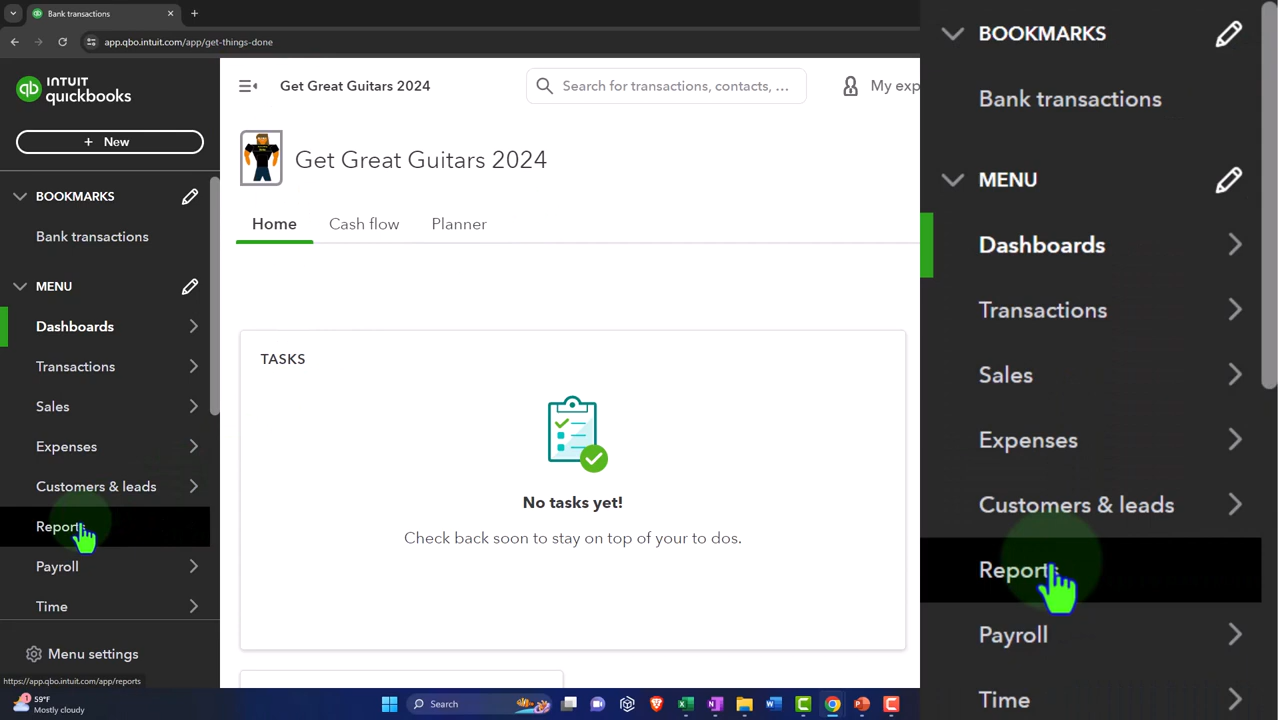 Bank transactions
app.qbo.intuit.com/app/get-things-done
qb INTUIT
quickbooks
Get Great Guitars 2024
Search for transactions, contacts, ...
My exp
+ New
BOOKMARKS
Bank transactions
MENU
Dashboards
Transactions
Sales
Expenses
Customers & leads
Reports
Payroll
Time
Menu settings
https://app.qbo.intuit.com/app/reports
Get Great Guitars 2024
Home
Cash flow
Planner
TASKS
No tasks yet!
Check back soon to stay on top of your to dos.
BOOKMARKS
Bank transactions
MENU
Dashboards
Transactions
Sales
Expenses
Customers & leads
Reports
Payroll
Time
59°F
Mostly cloudy
Search